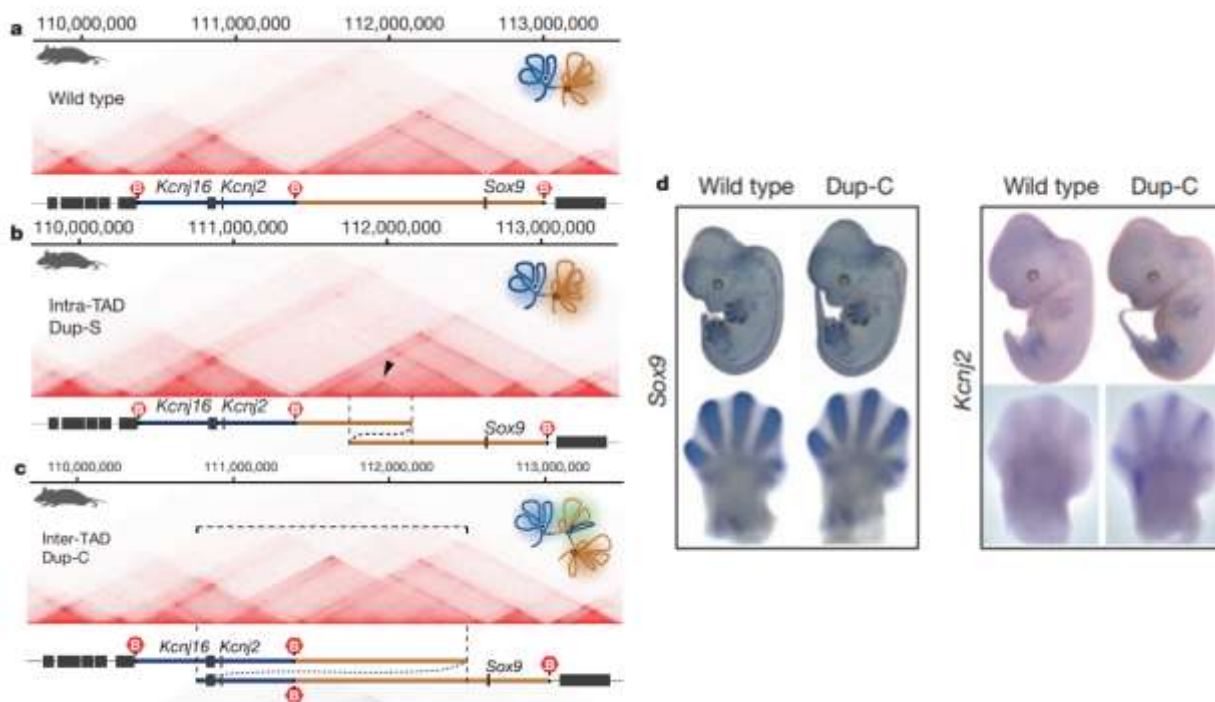 a
110,000,000 111,000,000 112,000,000 113,000,000
Wild type
B Kcnj16 Kcnj2 B Sox9 B
b
110,000,000 111,000,000 112,000,000 113,000,000
Intra-TAD
Dup-S
B Kcnj16 Kcnj2 B
Sox9 B
c
110,000,000 111,000,000 112,000,000 113,000,000
Inter-TAD
Dup-C
B Kcnj16 Kcnj2 B
Sox9 B
B
d
Wild type Dup-C
Sox9
Wild type Dup-C
Kcnj2